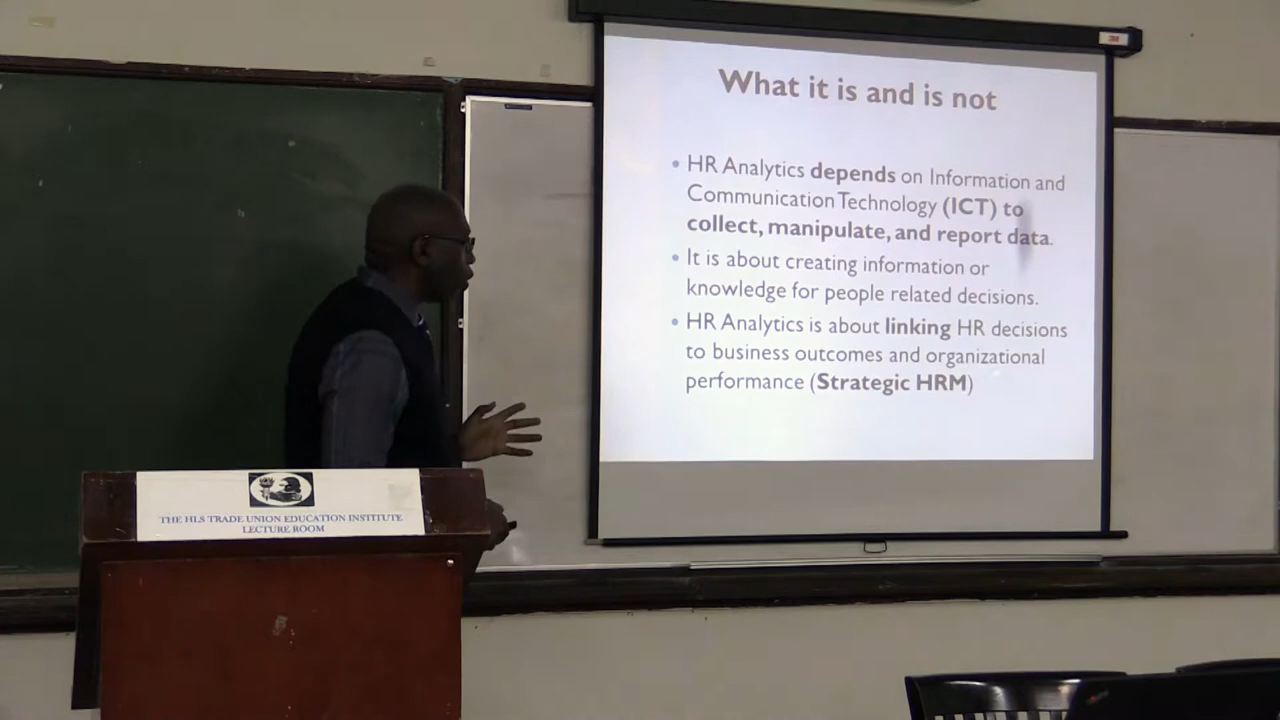 What it is and is not
• HR Analytics depends on Information and
Communication Technology (ICT) to
collect, manipulate, and report data.
• It is about creating information or
knowledge for people related decisions.
• HR Analytics is about linking HR decisions
to business outcomes and organizational
performance (Strategic HRM)
3M
THE HLS TRADE UNION EDUCATION INSTITUTE
LECTURE ROOM